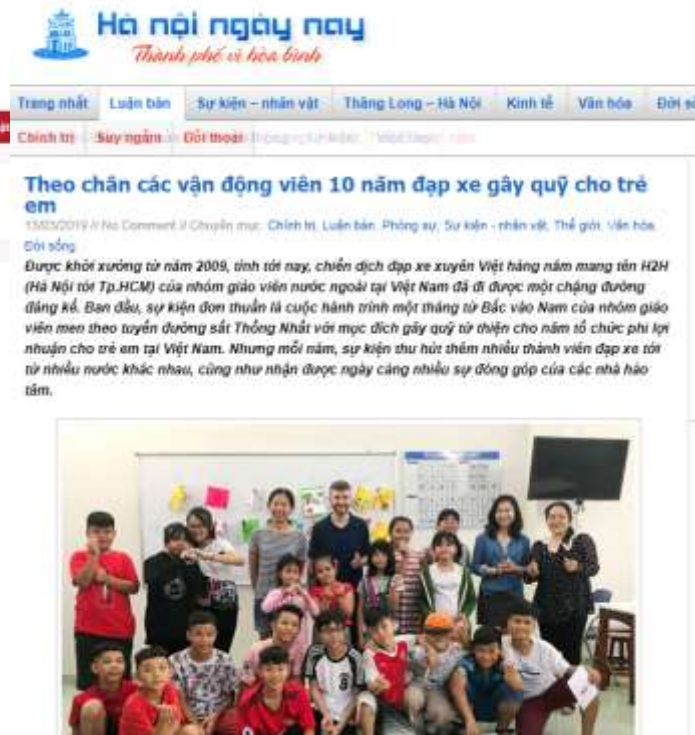 Hà nội ngày nay
Thành phố vì hòa bình
Trang nhất Luận bàn Sự kiện – nhân vật Thăng Long – Hà Nội Kinh tế Văn hóa Đời số
Chính trị Suy ngẫm Đối thoại
Theo chân các vận động viên 10 năm đạp xe gây quỹ cho trẻ
em
No Comment // Chuyên mục: Chính trị, Luận bàn, Phóng sự, Sự kiện - nhân vật, Thế giới, Văn hóa,
Đời sống
Được khởi xướng từ năm 2009, tính tới nay, chiến dịch đạp xe xuyên Việt hàng năm mang tên H2H
(Hà Nội tới Tp.HCM) của nhóm giáo viên nước ngoài tại Việt Nam đã đi được một chặng đường
đáng kể. Ban đầu, sự kiện đơn thuần là cuộc hành trình một tháng từ Bắc vào Nam của nhóm giáo
viên men theo tuyến đường sắt Thống Nhất với mục đích gây quỹ từ thiện cho năm tổ chức phi lợi
nhuận cho trẻ em tại Việt Nam. Nhưng mỗi năm, sự kiện thu hút thêm nhiều thành viên đạp xe tới
từ nhiều nước khác nhau, cũng như nhận được ngày càng nhiều sự đóng góp của các nhà hảo
tâm.